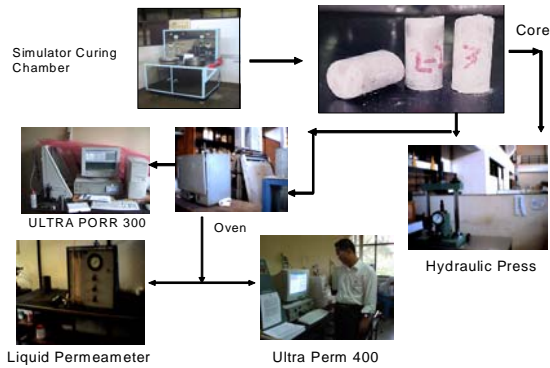 Simulator Curing
Chamber
Core
ULTRA PORR 300
Oven
Hydraulic Press
Liquid Permeameter
Ultra Perm 400